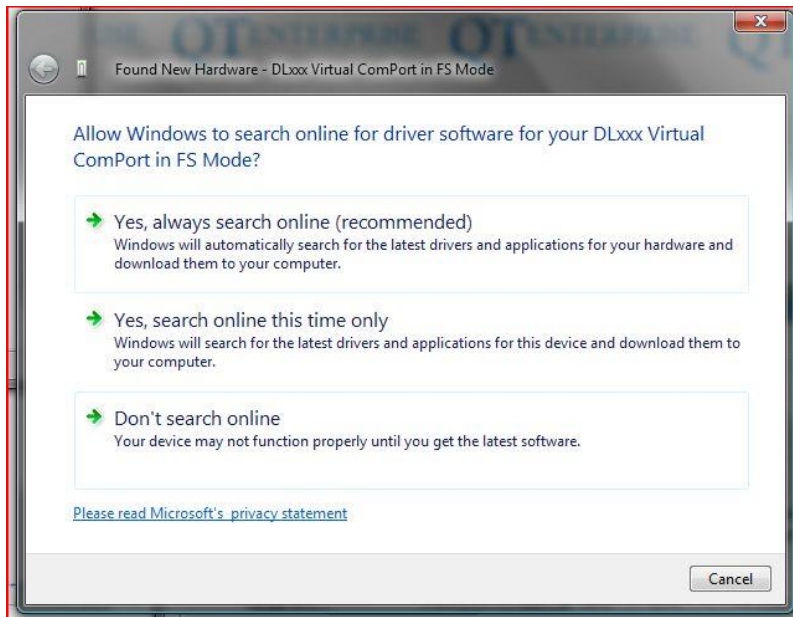 QT ENTERPRISE QT ENTERPRISE
Found New Hardware - DLxxx Virtual ComPort in FS Mode
Allow Windows to search online for driver software for your DLxxx Virtual
ComPort in FS Mode?
Yes, always search online (recommended)
Windows will automatically search for the latest drivers and applications for your hardware and
download them to your computer.
Yes, search online this time only
Windows will search for the latest drivers and applications for this device and download them to
your computer.
Don't search online
Your device may not function properly until you get the latest software.
Please read Microsoft's privacy statement
Cancel